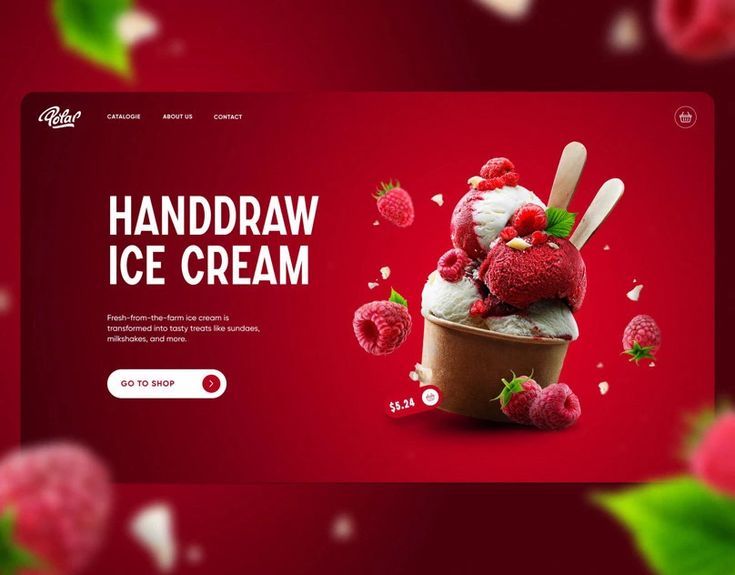 Polar
CATALOGIE
ABOUT US
CONTACT
HANDDRAW
ICE CREAM
Fresh-from-the-farm ice cream is
transformed into tasty treats like sundaes,
milkshakes, and more.
GO TO SHOP
$5.24